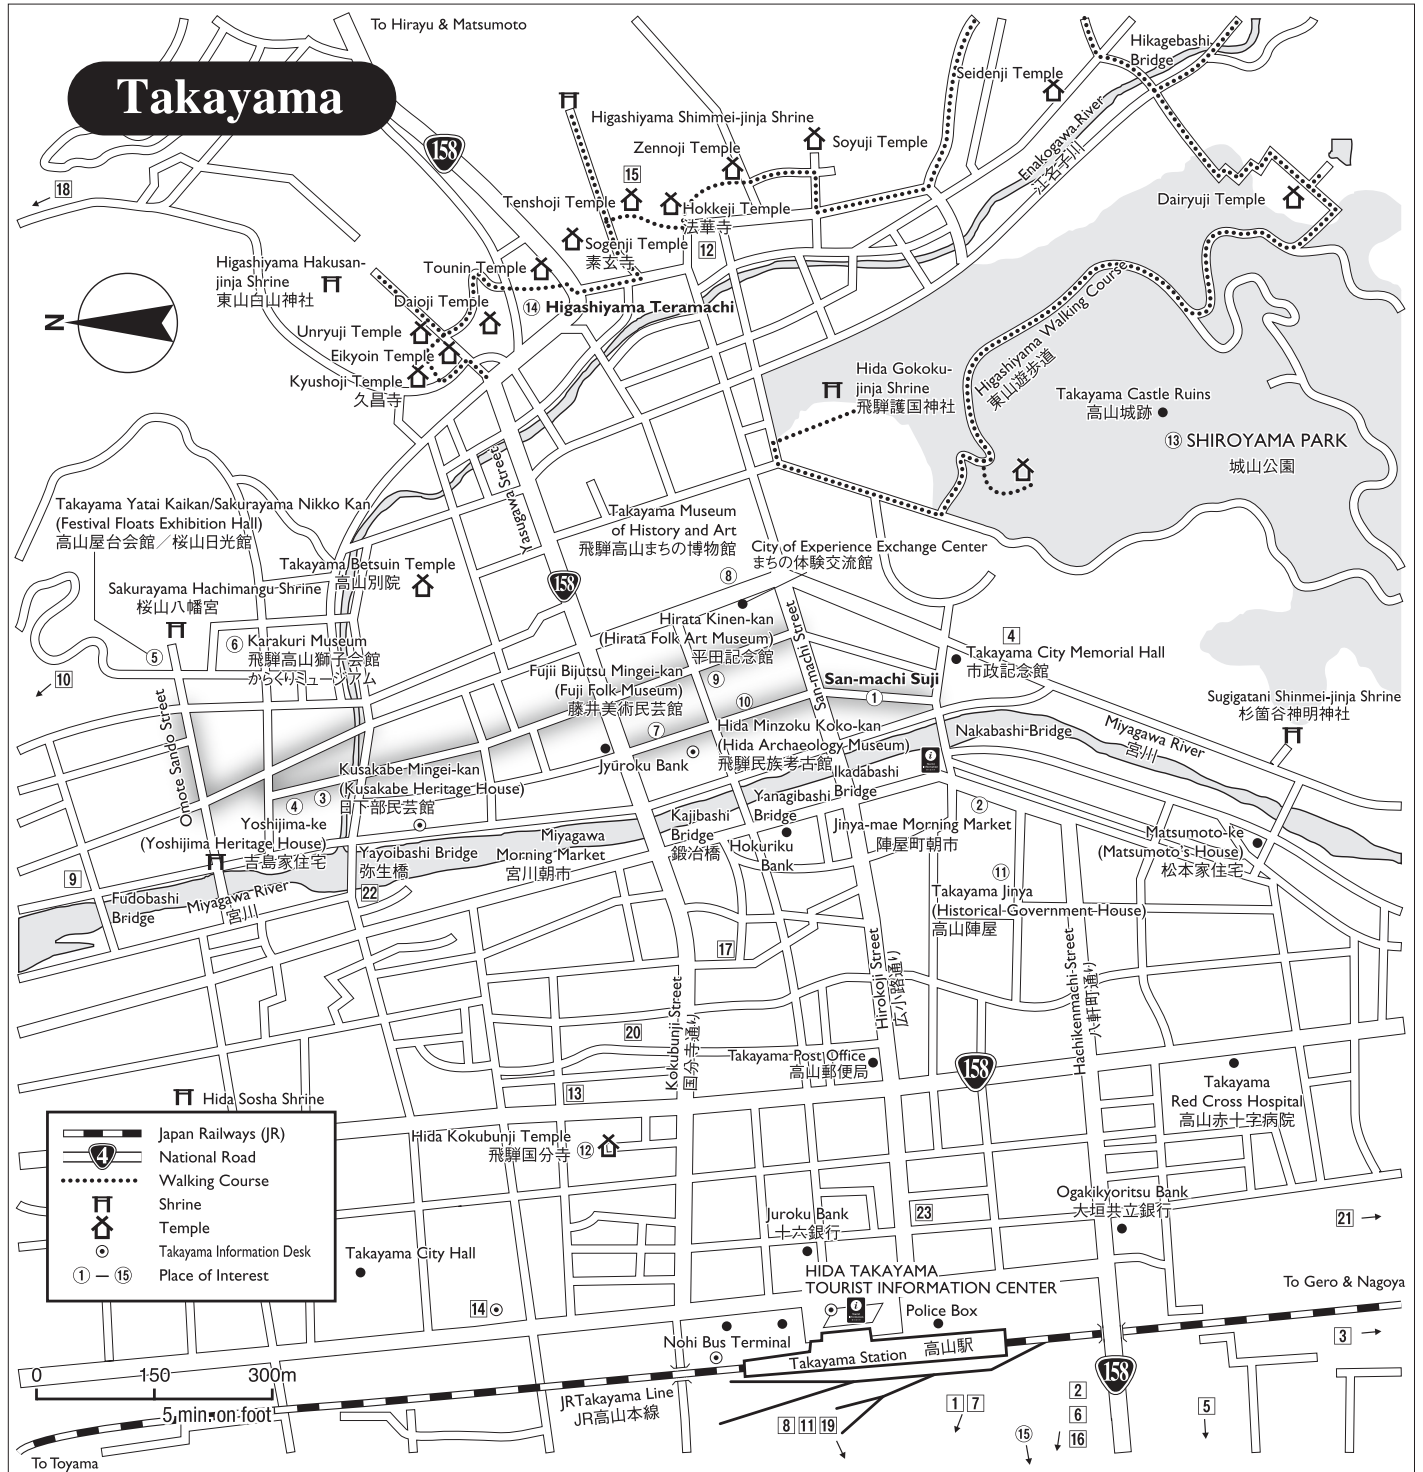 To Hirayu & Matsumoto
Takayama
158
Hikagebashi
Bridge
Seidenji Temple
Higashiyama Shimmei-jinja Shrine
Soyuji Temple
Zennoji Temple
Enakogawa-River
江名子川
15
18
Tenshoji Temple
Hokkeji Temple
法華寺
Dairyuji Temple
Sogenji Temple
素玄寺
12
Higashiyama Hakusan-
jinja Shrine
東山白山神社
Tounin Temple
Daioji Temple
⑭ Higashiyama Teramachi
N
Unryuji Temple
Eikyoin Temple
Kyushoji Temple
久昌寺
Higashiyama Walking Course
東山遊歩道
Hida Gokoku-
jinja Shrine
飛騨護国神社
Takayama Castle Ruins
高山城跡
⑬ SHIROYAMA PARK
城山公園
Yasugawa Street
Takayama Yatai Kaikan/Sakurayama Nikko Kan
(Festival Floats Exhibition Hall)
高山屋台会館／桜山日光館
Takayama Museum
of History and Art
飛騨高山まちの博物館
City of Experience Exchange Center
まちの体験交流館
Takayama Betsuin Temple
高山別院
158
⑧
Sakurayama Hachimangu Shrine
桜山八幡宮
Hirata Kinen-kan
(Hirata Folk Art Museum)
平田記念館
San-machi Street
⑤
⑥ Karakuri Museum
飛騨高山獅子会館
からくりミュージアム
4
Takayama City Memorial Hall
市政記念館
10
Fujii Bijutsu Mingei-kan
(Fuji Folk Museum)
藤井美術民芸館
⑨
⑩
San-machi Suji
①
Sugigatani Shinmei-jinja Shrine
杉箇谷神明神社
Omote Sando Street
⑦
Hida Minzoku Koko-kan
(Hida Archaeology Museum)
飛騨民族考古館
Nakabashi-Bridge
Miyagawa River
宮川
Jyūroku Bank
Ikadabashi
Bridge
Kusakabe Mingei-kan
(Kusakabe Heritage House)
日下部民芸館
④
③
Yanagibashi
Bridge
②
Yoshijima-ke
(Yoshijima Heritage House)
吉島家住宅
Miyagawa
Morning Market
宮川朝市
Kajibashi
Bridge
鍛冶橋
Jinya-mae Morning Market
陣屋町朝市
Matsumoto-ke
(Matsumoto's House)
松本家住宅
Yayoibashi Bridge
弥生橋
Hokuriku
Bank
9
22
⑪
Takayama Jinya
(Historical Government House)
高山陣屋
Fudobashi
Bridge
Miyagawa River
宮川
17
Hirokoji Street
広小路通り
Hachikenmachi-Street
八軒町通り
Kokubunji-Street
国分寺通り
20
Takayama-Post Office
高山郵便局
158
Takayama
Red Cross Hospital
高山赤十字病院
13
Hida Sosha Shrine
Japan Railways (JR)
4
National Road
Walking Course
Shrine
Temple
Takayama Information Desk
① — ⑮ Place of Interest
Hida Kokubunji Temple
飛騨国分寺 ⑫
Ogakikyoritsu Bank
大垣共立銀行
23
Juroku Bank
十六銀行
21
Takayama City Hall
HIDA TAKAYAMA
TOURIST INFORMATION CENTER
To Gero & Nagoya
14
Police Box
Nohi Bus Terminal
3
Takayama Station 高山駅
0 150 300m
5 min. on foot
JRTakayama Line
JR高山本線
158
1 7
2
6
16
5
8 11 19
⑮
To Toyama